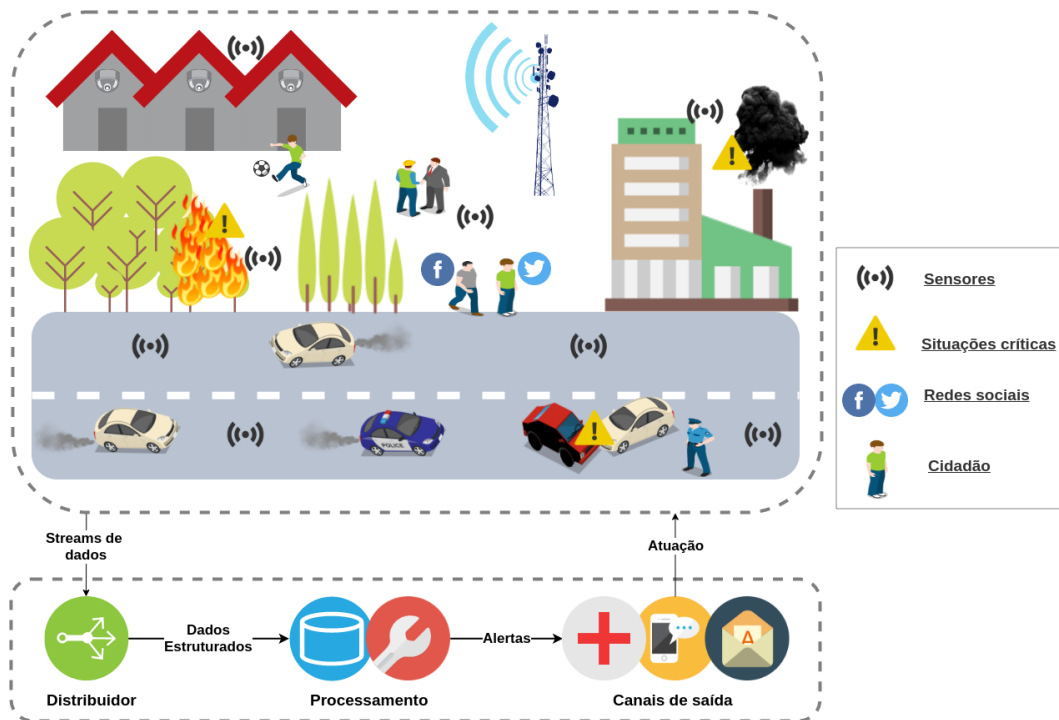 POLICE
Sensores
Situações críticas
Redes sociais
Cidadão
Streams de
dados
Atuação
Dados
Estruturados
Alertas
Distribuidor
Processamento
Canais de saída